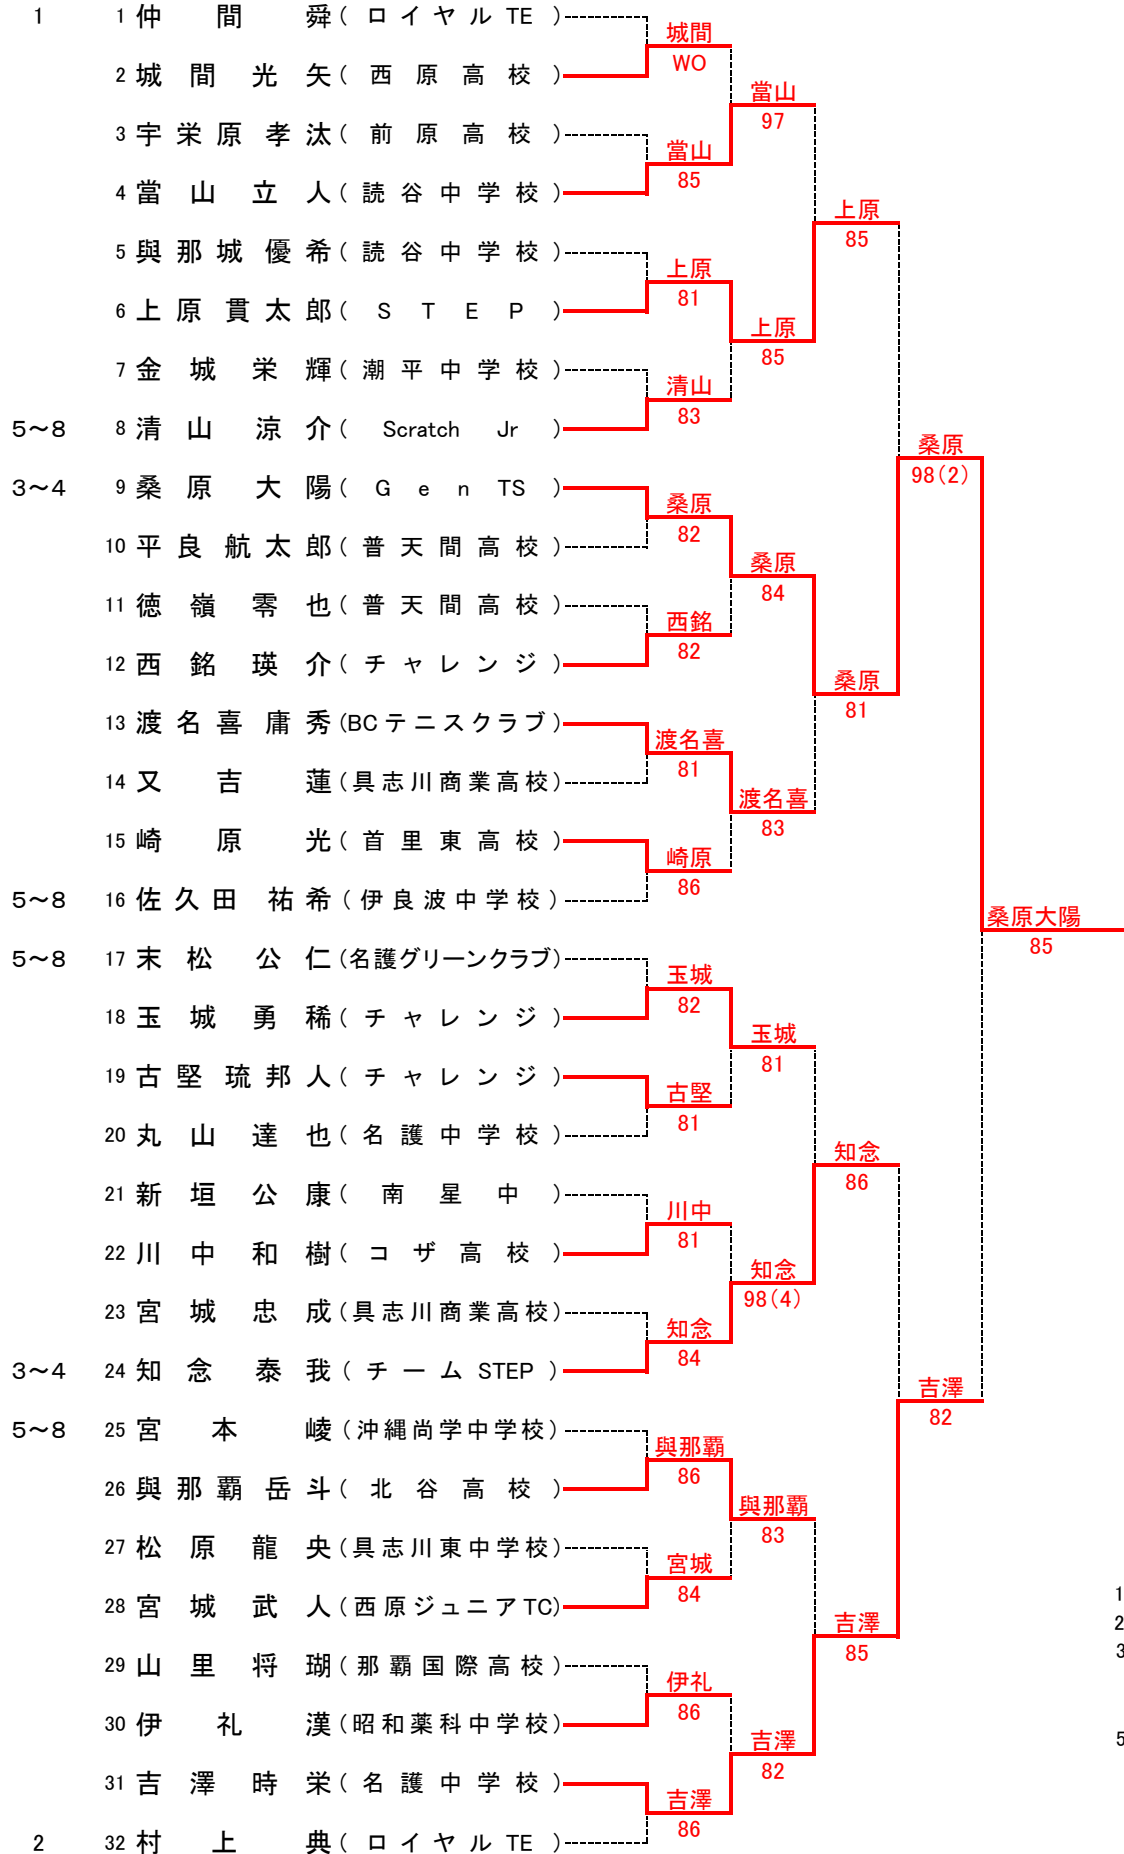 1 1 仲間舜(ロイヤルTE)
2 城間光矢(西原高校)
3 宇栄原孝汰(前原高校)
4 當山立人(読谷中学校)
5 與那城優希(読谷中学校)
6 上原貫太郎(STEP)
7 金城栄輝(潮平中学校)
5~8 8 清山涼介(Scratch Jr)
3~4 9 桑原大陽(Gen TS)
10 平良航太郎(普天間高校)
11 徳嶺零也(普天間高校)
12 西銘瑛介(チャレンジ)
13 渡名喜庸秀(BCテニスクラブ)
14 又吉蓮(具志川商業高校)
15 崎原光(首里東高校)
5~8 16 佐久田祐希(伊良波中学校)
5~8 17 末松公仁(名護グリーンクラブ)
18 玉城勇稀(チャレンジ)
19 古堅琉邦人(チャレンジ)
20 丸山達也(名護中学校)
21 新垣公康(南星中)
22 川中和樹(コザ高校)
23 宮城忠成(具志川商業高校)
3~4 24 知念泰我(チームSTEP)
5~8 25 宮本崚(沖縄尚学中学校)
26 與那覇岳斗(北谷高校)
27 松原龍央(具志川東中学校)
28 宮城武人(西原ジュニアTC)
29 山里将瑚(那覇国際高校)
30 伊礼漢(昭和薬科中学校)
31 吉澤時栄(名護中学校)
2 32 村上典(ロイヤルTE)
城間
WO
當山
85
上原
81
清山
83
桑原
82
西銘
82
渡名喜
81
崎原
86
玉城
82
古堅
81
川中
81
知念
84
與那覇
86
宮城
84
伊礼
86
吉澤
86
當山
97
上原
85
桑原
84
渡名喜
83
玉城
81
知念
98(4)
與那覇
83
吉澤
82
上原
85
桑原
81
知念
86
吉澤
85
桑原
98(2)
吉澤
82
桑原大陽
85
1
2
3
5